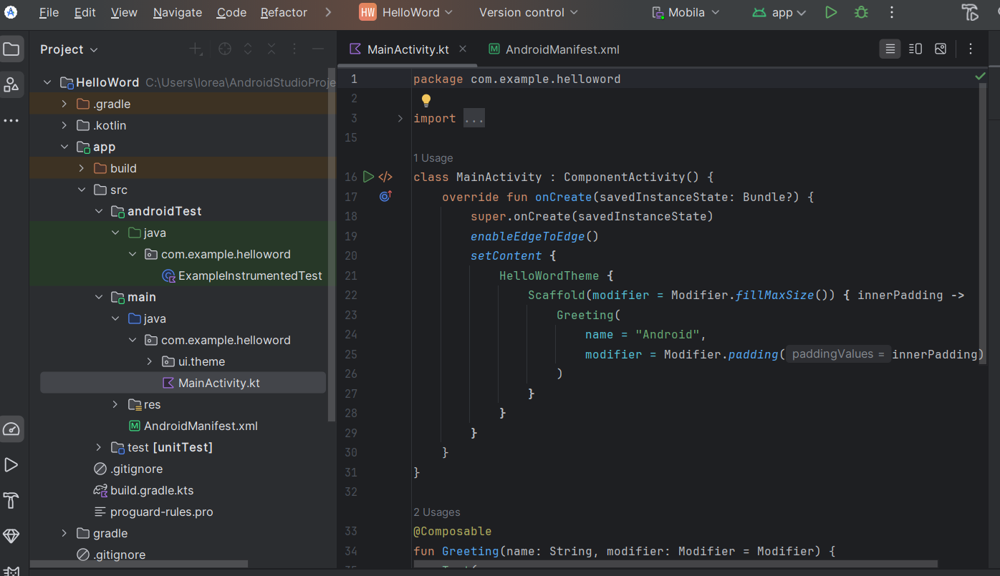 File Edit View Navigate Code Refactor HW HelloWord Version control Mobila app
Project
HelloWord C:\Users\lorea\AndroidStudioProje
.gradle
.kotlin
app
build
src
androidTest
java
com.example.helloword
ExampleInstrumentedTest
main
java
com.example.helloword
ui.theme
MainActivity.kt
res
AndroidManifest.xml
test [unitTest]
.gitignore
build.gradle.kts
proguard-rules.pro
gradle
.gitignore
MainActivity.kt AndroidManifest.xml
1 package com.example.helloword
2
3 import ...
15
1 Usage
16 class MainActivity : ComponentActivity() {
17 override fun onCreate(savedInstanceState: Bundle?) {
18 super.onCreate(savedInstanceState)
19 enableEdgeToEdge()
20 setContent {
21 HelloWordTheme {
22 Scaffold(modifier = Modifier.fillMaxSize()) { innerPadding ->
23 Greeting(
24 name = "Android",
25 modifier = Modifier.padding( paddingValues = innerPadding)
26 )
27 }
28 }
29 }
30 }
31 }
32
2 Usages
33 @Composable
34 fun Greeting(name: String, modifier: Modifier = Modifier) {